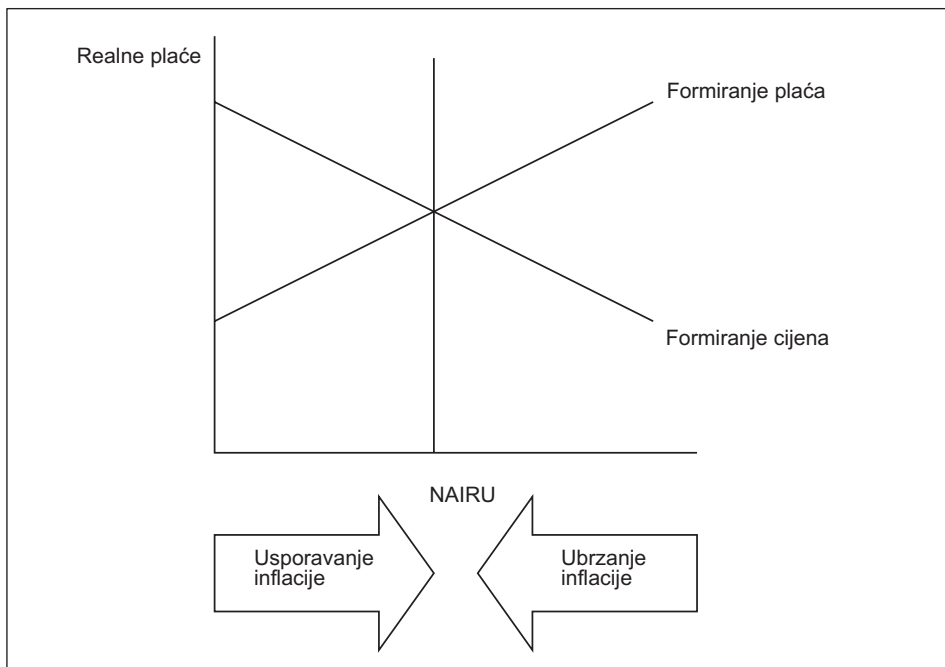 Realne plaće
Formiranje plaća
Formiranje cijena
NAIRU
Usporavanje
inflacije
Ubrzanje
inflacije